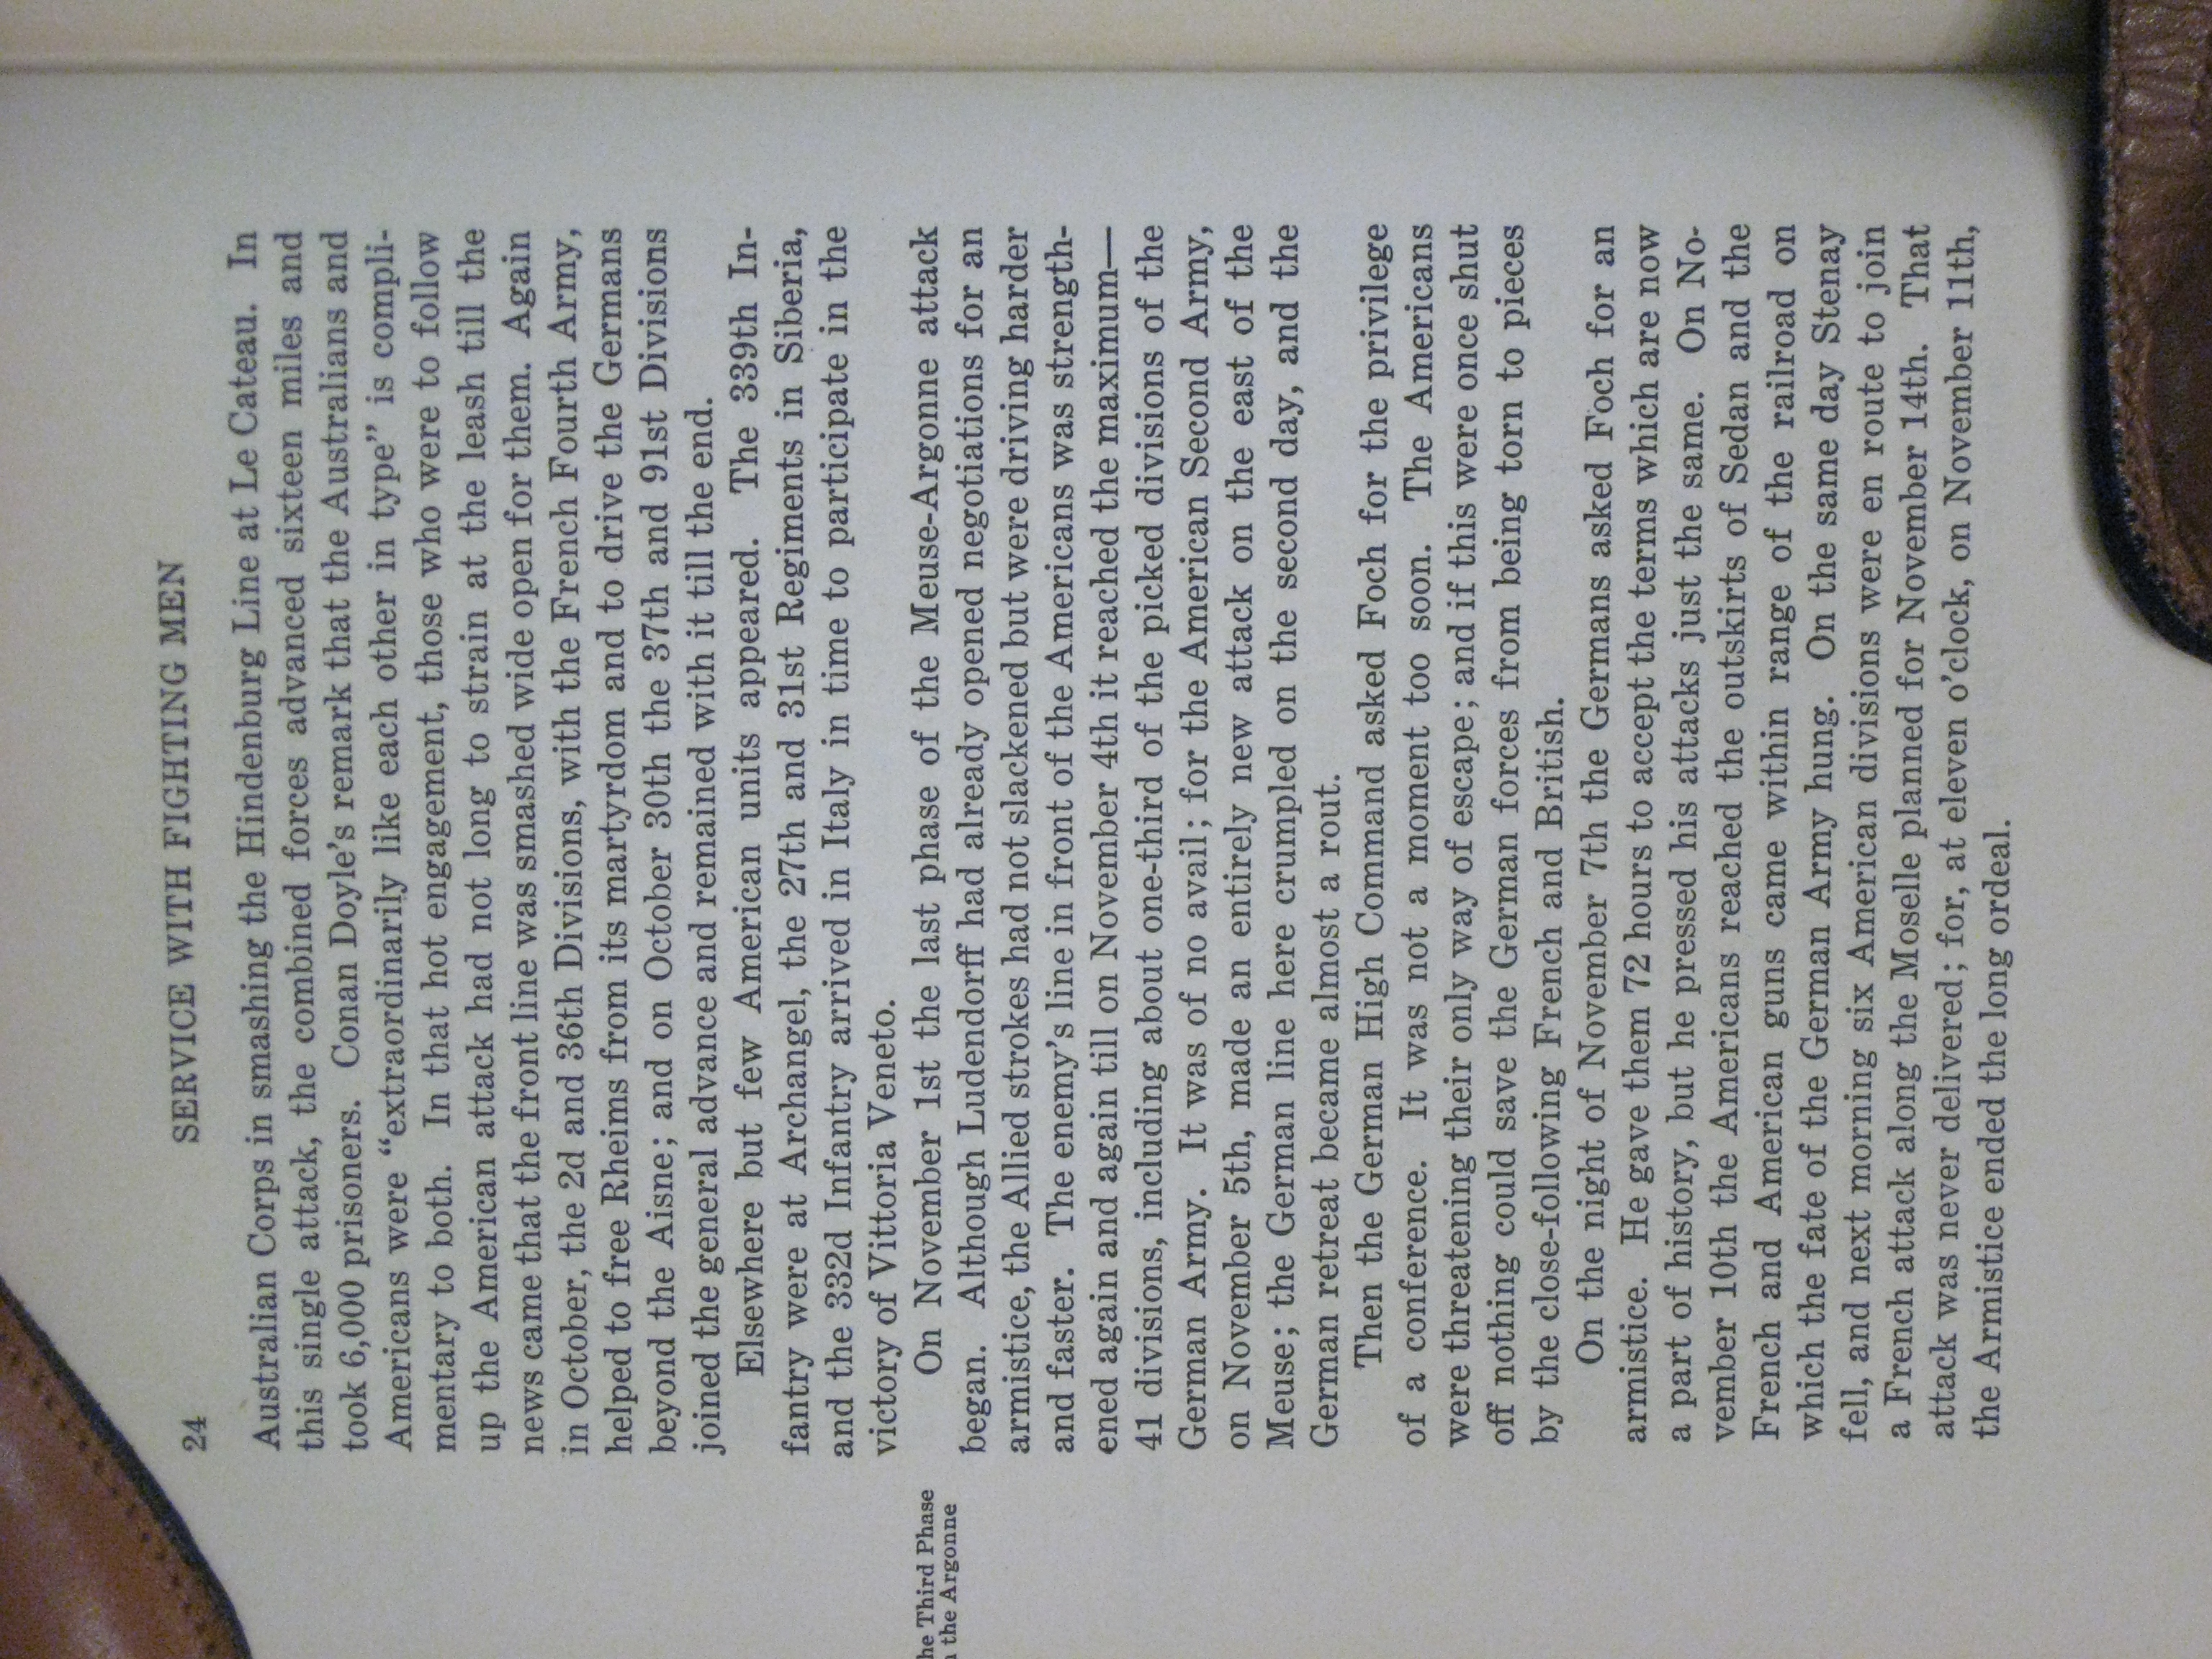 24
SERVICE WITH FIGHTING MEN
Australian Corps in smashing the Hindenburg Line at Le Cateau. In
this single attack, the combined forces advanced sixteen miles and
took 6,000 prisoners. Conan Doyle's remark that the Australians and
Americans were “extraordinarily like each other in type” is compli-
mentary to both. In that hot engagement, those who were to follow
up the American attack had not long to strain at the leash till the
news came that the front line was smashed wide open for them. Again
in October, the 2d and 36th Divisions, with the French Fourth Army,
helped to free Rheims from its martyrdom and to drive the Germans
beyond the Aisne; and on October 30th the 37th and 91st Divisions
joined the general advance and remained with it till the end.
Elsewhere but few American units appeared. The 339th In-
fantry were at Archangel, the 27th and 31st Regiments in Siberia,
and the 332d Infantry arrived in Italy in time to participate in the
victory of Vittoria Veneto.
he Third Phase
the Argonne
On November 1st the last phase of the Meuse-Argonne attack
began. Although Ludendorff had already opened negotiations for an
armistice, the Allied strokes had not slackened but were driving harder
and faster. The enemy's line in front of the Americans was strength-
ened again and again till on November 4th it reached the maximum—
41 divisions, including about one-third of the picked divisions of the
German Army. It was of no avail; for the American Second Army,
on November 5th, made an entirely new attack on the east of the
Meuse; the German line here crumpled on the second day, and the
German retreat became almost a rout.
Then the German High Command asked Foch for the privilege
of a conference. It was not a moment too soon. The Americans
were threatening their only way of escape; and if this were once shut
off nothing could save the German forces from being torn to pieces
by the close-following French and British.
On the night of November 7th the Germans asked Foch for an
armistice. He gave them 72 hours to accept the terms which are now
a part of history, but he pressed his attacks just the same. On No-
vember 10th the Americans reached the outskirts of Sedan and the
French and American guns came within range of the railroad on
which the fate of the German Army hung. On the same day Stenay
fell, and next morning six American divisions were en route to join
a French attack along the Moselle planned for November 14th. That
attack was never delivered; for, at eleven o'clock, on November 11th,
the Armistice ended the long ordeal.